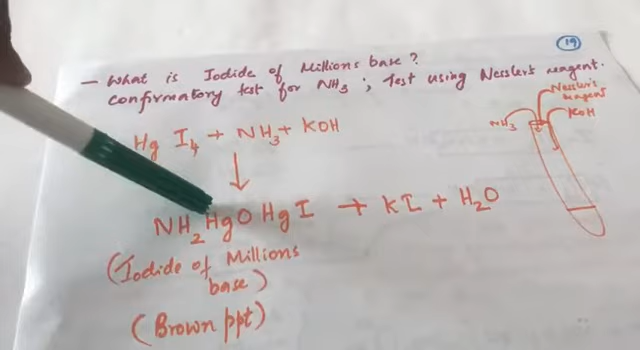 19
— What is Iodide of Millions base?
confirmatory test for NH3; test using Nessler's reagent.
Nessler's
reagent
NH3
KOH
Hg I4 + NH3 + KOH
↓
NH2 HgO HgI + KI + H2O
(Iodide of Millions
base)
(Brown ppt)